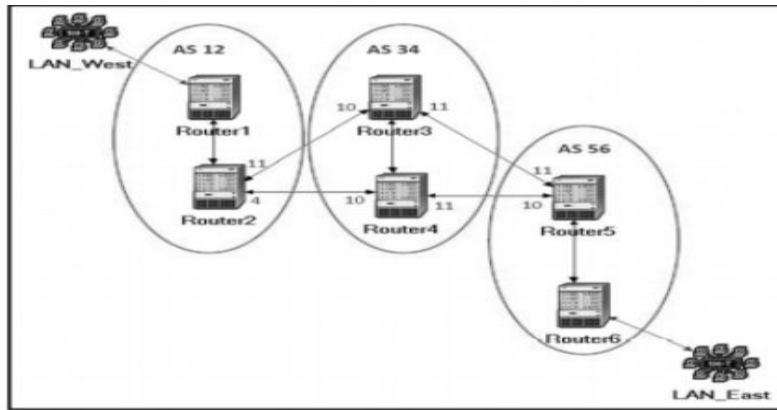 AS 12
AS 34
LAN_West
Router1
10
11
Router3
11
11
AS 56
Router2
4
10
Router4
11
10
Router5
Router6
LAN_East